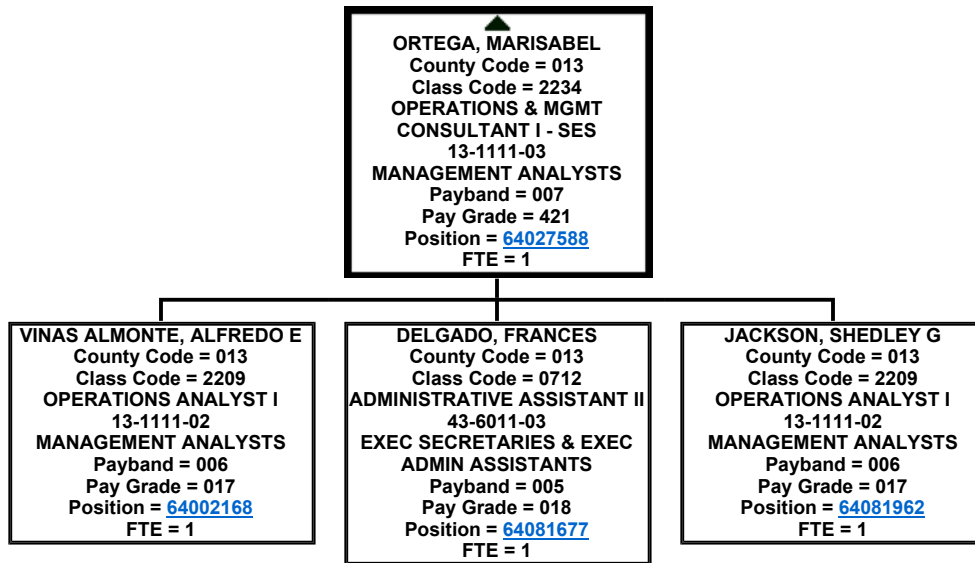 ORTEGA, MARISABEL
County Code = 013
Class Code = 2234
OPERATIONS & MGMT
CONSULTANT I - SES
13-1111-03
MANAGEMENT ANALYSTS
Payband = 007
Pay Grade = 421
Position = 64027588
FTE = 1
VINAS ALMONTE, ALFREDO E
County Code = 013
Class Code = 2209
OPERATIONS ANALYST I
13-1111-02
MANAGEMENT ANALYSTS
Payband = 006
Pay Grade = 017
Position = 64002168
FTE = 1
DELGADO, FRANCES
County Code = 013
Class Code = 0712
ADMINISTRATIVE ASSISTANT II
43-6011-03
EXEC SECRETARIES & EXEC
ADMIN ASSISTANTS
Payband = 005
Pay Grade = 018
Position = 64081677
FTE = 1
JACKSON, SHEDLEY G
County Code = 013
Class Code = 2209
OPERATIONS ANALYST I
13-1111-02
MANAGEMENT ANALYSTS
Payband = 006
Pay Grade = 017
Position = 64081962
FTE = 1